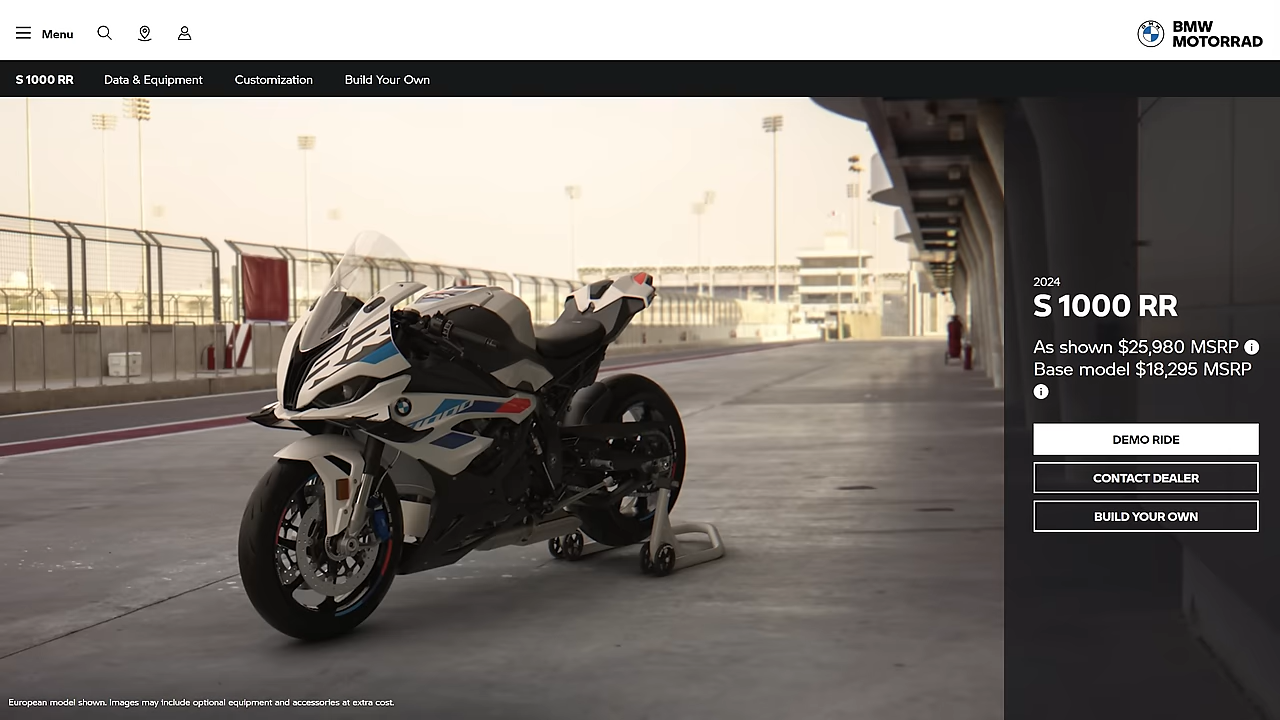 Menu
BMW
MOTORRAD
S 1000 RR
Data & Equipment
Customization
Build Your Own
2024
S 1000 RR
As shown $25,980 MSRP
Base model $18,295 MSRP
DEMO RIDE
CONTACT DEALER
BUILD YOUR OWN
European model shown. Images may include optional equipment and accessories at extra cost.